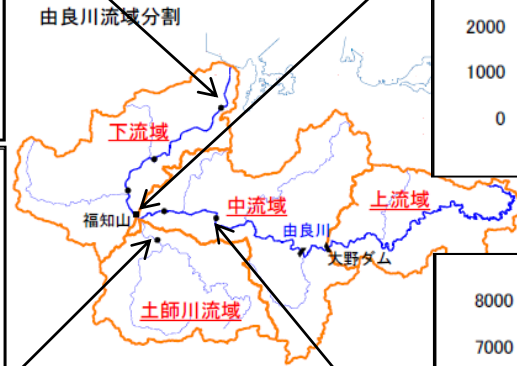 由良川流域分割
2000
1000
0
下流域
中流域
上流域
福知山
由良川
大野ダム
土師川流域
8000
7000